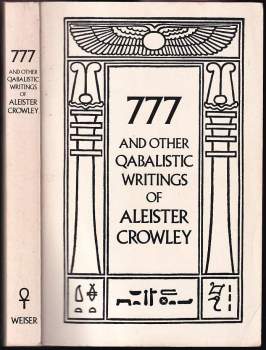 777
AND OTHER
QABALISTIC
WRITINGS
OF
ALEISTER
CROWLEY
WEISER
777
AND OTHER
QABALISTIC
WRITINGS
OF
ALEISTER
CROWLEY